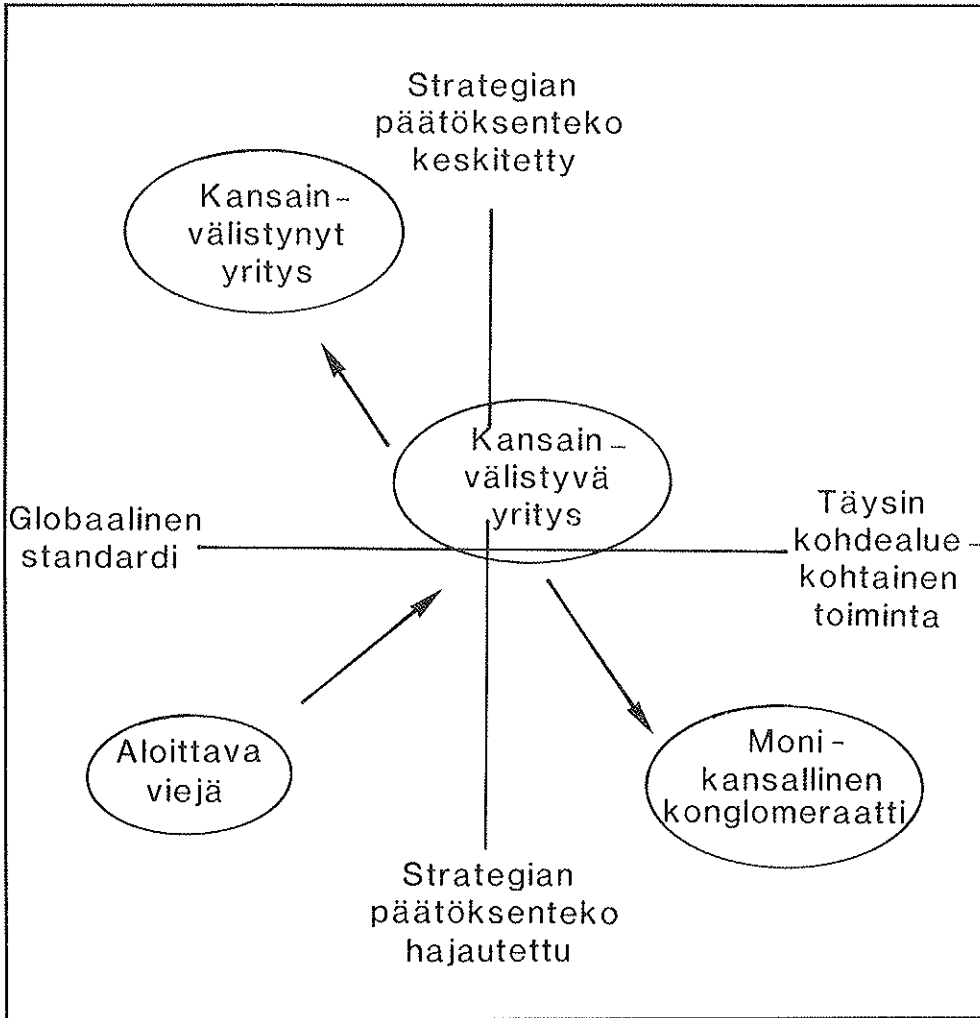 Strategian
päätöksenteko
keskitetty
Kansain-
välistynyt
yritys
Kansain-
välistyvä
yritys
Globaalinen
standardi
Täysin
kohdealue-
kohtainen
toiminta
Aloittava
viejä
Moni-
kansallinen
konglomeraatti
Strategian
päätöksenteko
hajautettu